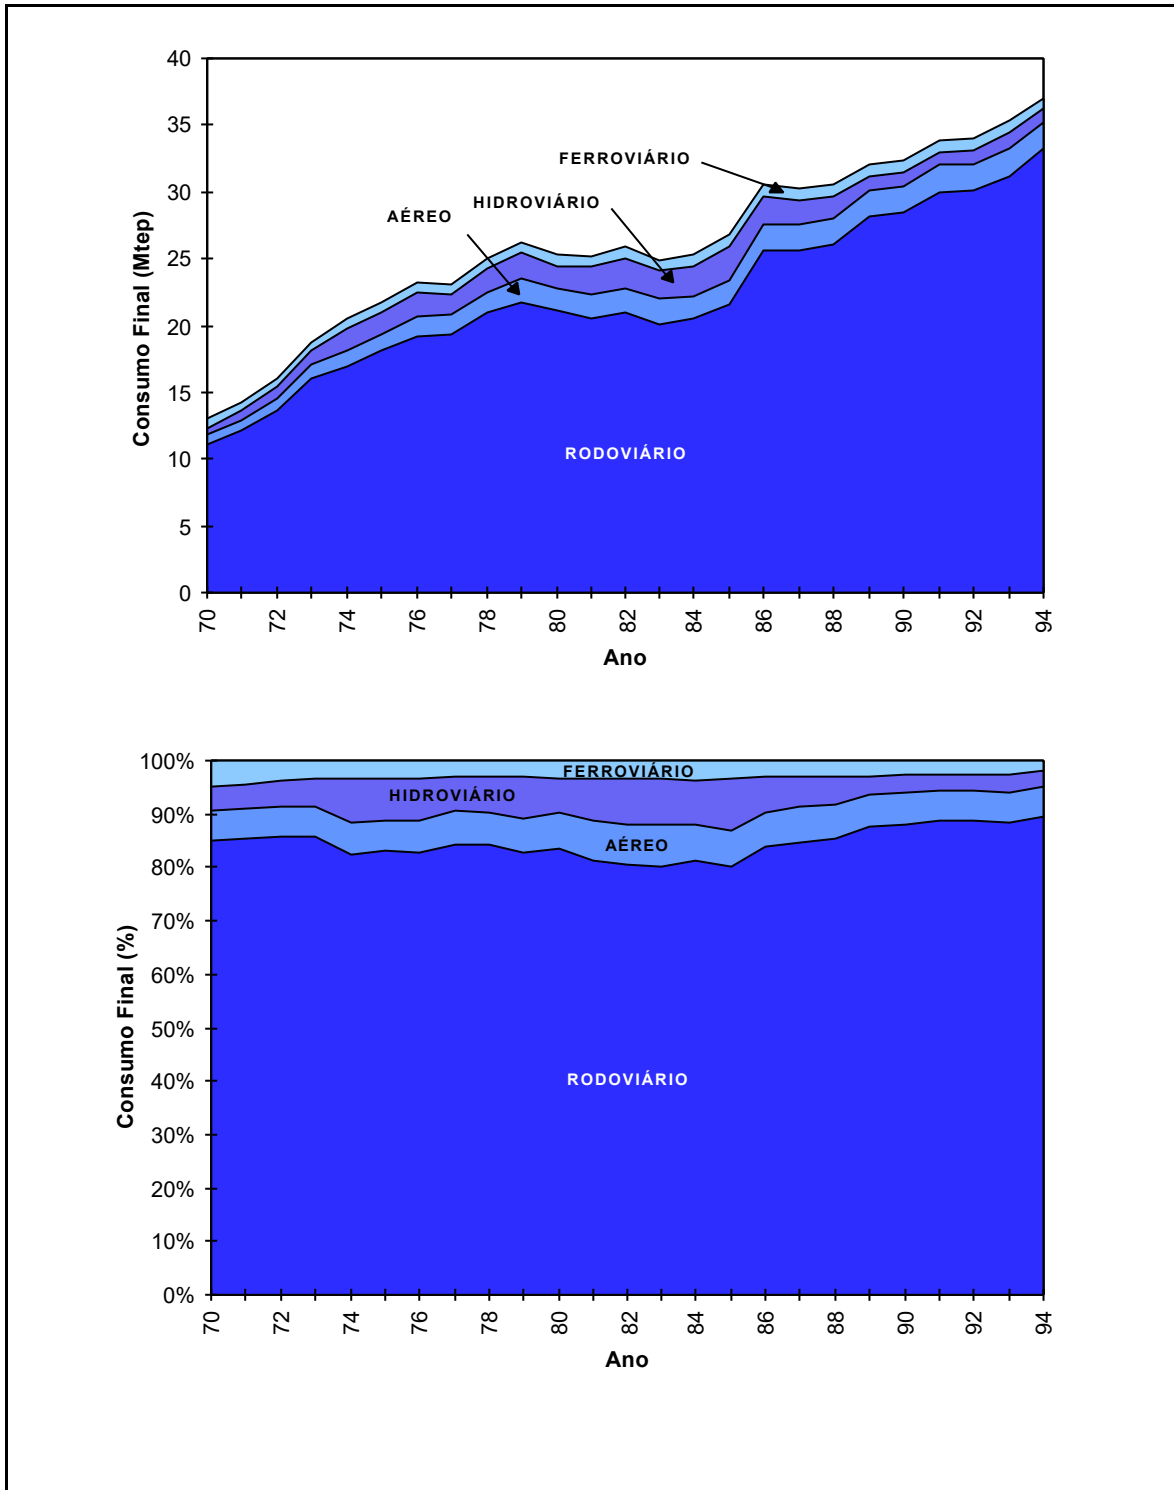 40
35
FERROVIÁRIO
30
HIDROVIÁRIO
AÉREO
25
20
15
RODOVIÁRIO
10
5
0
Consumo Final (Mtep)
70 72 74 76 78 80 82 84 86 88 90 92 94
Ano
100%
FERROVIÁRIO
HIDROVIÁRIO
90%
AÉREO
80%
70%
60%
50%
RODOVIÁRIO
40%
30%
20%
10%
0%
Consumo Final (%)
70 72 74 76 78 80 82 84 86 88 90 92 94
Ano